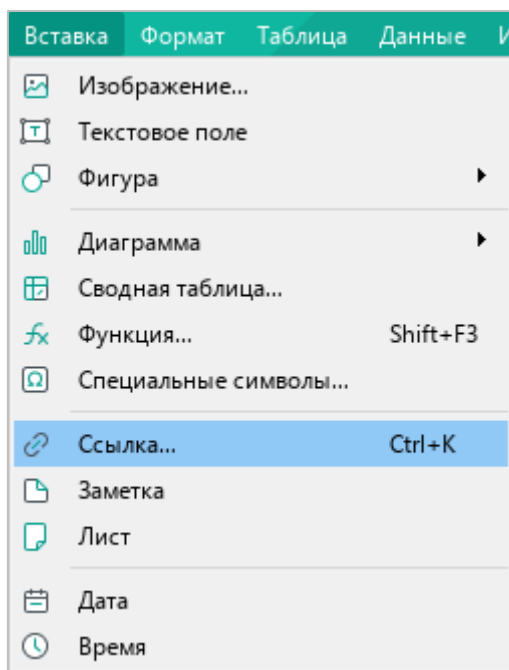 Вставка Формат Таблица Данные
Изображение...
Текстовое поле
Фигура
Диаграмма
Сводная таблица...
Функция... Shift+F3
Специальные символы...
Ссылка... Ctrl+K
Заметка
Лист
Дата
Время